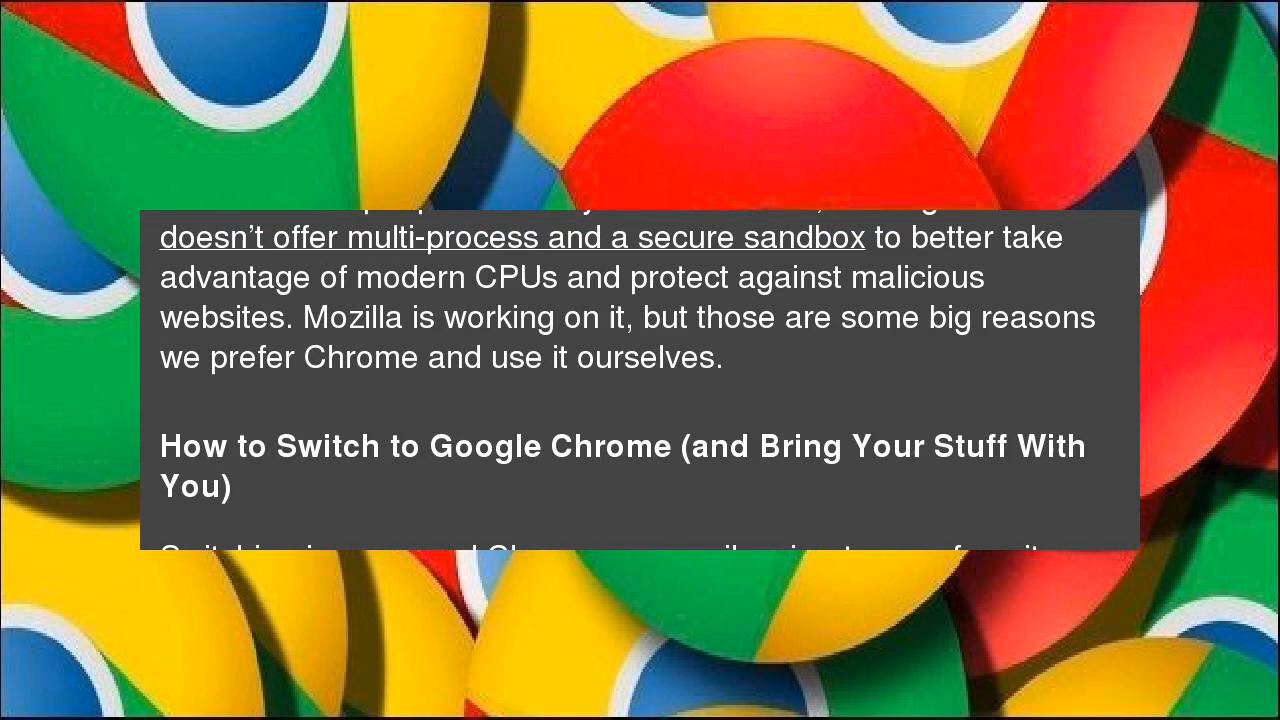 doesn’t offer multi-process and a secure sandbox to better take
advantage of modern CPUs and protect against malicious
websites. Mozilla is working on it, but those are some big reasons
we prefer Chrome and use it ourselves.
How to Switch to Google Chrome (and Bring Your Stuff With
You)